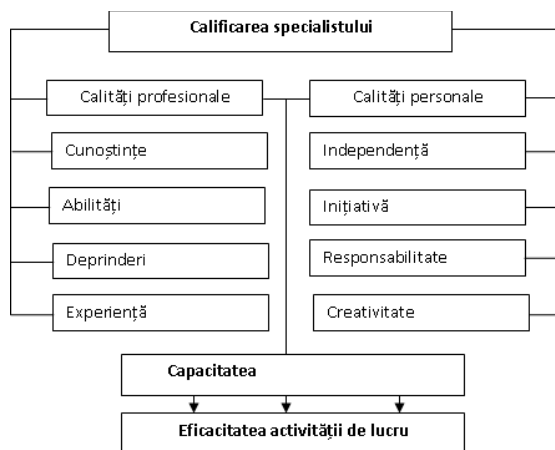 Calificarea specialistului
Calități profesionale
Calități personale
Cunoștințe
Independență
Abilități
Inițiativă
Deprinderi
Responsabilitate
Experiență
Creativitate
Capacitatea
Eficacitatea activității de lucru